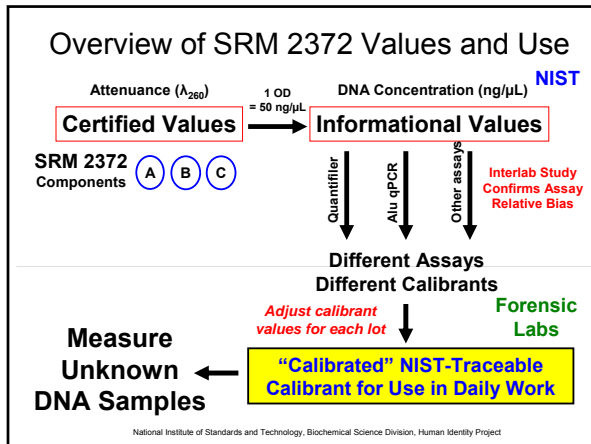 Overview of SRM 2372 Values and Use
NIST
Attenuance (λ260)
1 OD
= 50 ng/µL
DNA Concentration (ng/µL)
Certified Values
Informational Values
SRM 2372
Components
A B C
Quantifiler
Alu qPCR
Other assays
Interlab Study
Confirms Assay
Relative Bias
Different Assays
Different Calibrants
Adjust calibrant
values for each lot
Forensic
Labs
Measure
Unknown
DNA Samples
“Calibrated” NIST-Traceable
Calibrant for Use in Daily Work
National Institute of Standards and Technology, Biochemical Science Division, Human Identity Project